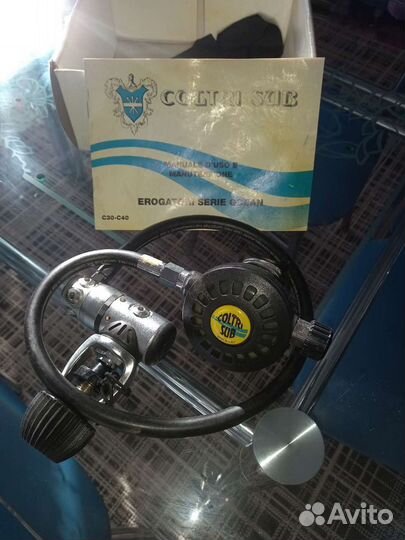 COLTRI SUB
MANUALE D'USO E
MANUTENZIONE
EROGATORI SERIE OCEAN
C30-C40
COLTRI
SUB
Avito